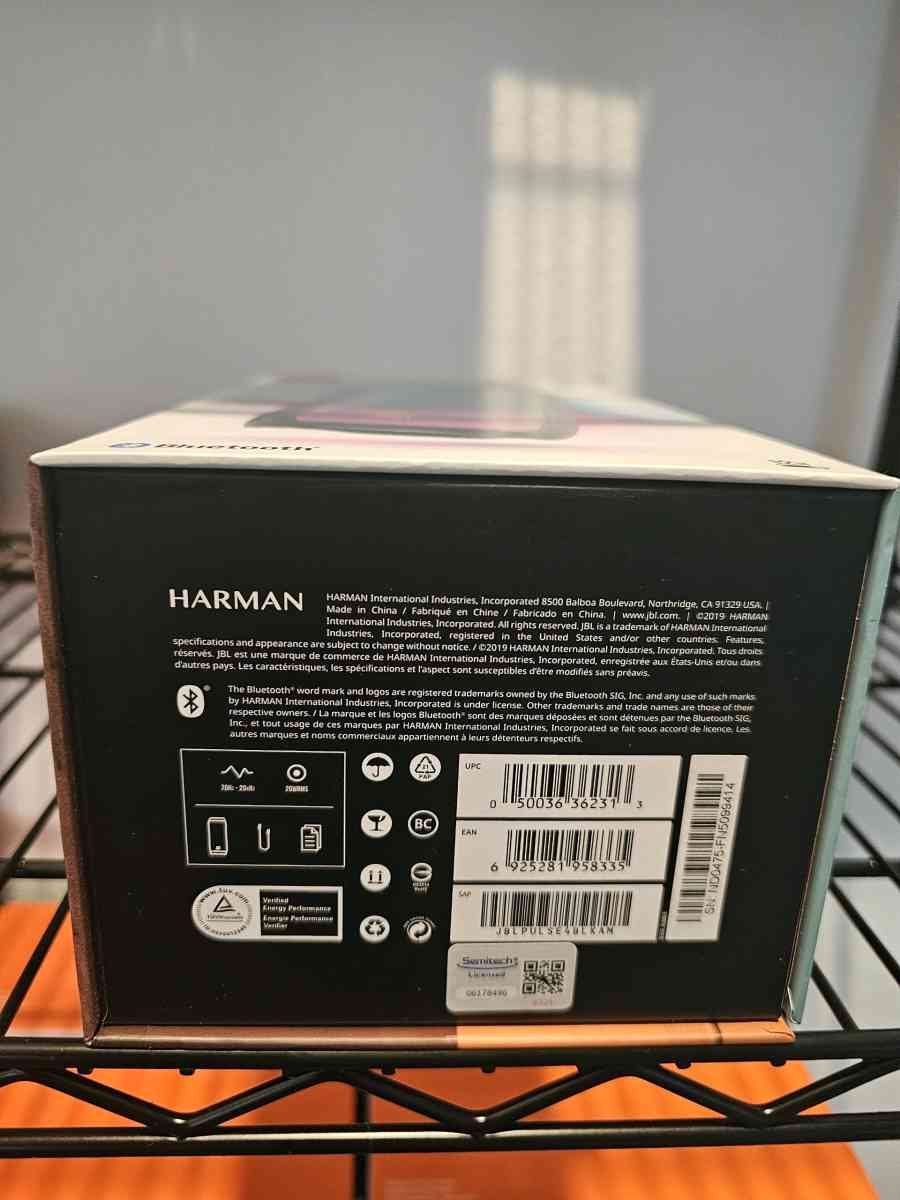 Bluetooth
HARMAN
HARMAN International Industries, Incorporated 8500 Balboa Boulevard, Northridge, CA 91329 USA. |
Made in China / Fabriqué en Chine / Fabricado en China. | www.jbl.com. | ©2019 HARMAN
International Industries, Incorporated. All rights reserved. JBL is a trademark of HARMAN International
Industries, Incorporated, registered in the United States and/or other countries. Features,
specifications and appearance are subject to change without notice. / ©2019 HARMAN International Industries, Incorporated. Tous droits
réservés. JBL est une marque de commerce de HARMAN International Industries, Incorporated, enregistrée aux États-Unis et/ou dans
d'autres pays. Les caractéristiques, les spécifications et l'aspect sont susceptibles d'être modifiés sans préavis.
The Bluetooth® word mark and logos are registered trademarks owned by the Bluetooth SIG, Inc. and any use of such marks
by HARMAN International Industries, Incorporated is under license. Other trademarks and trade names are those of their
respective owners. / La marque et les logos Bluetooth® sont des marques déposées et sont détenues par the Bluetooth SIG,
Inc., et tout usage de ces marques par HARMAN International Industries, Incorporated se fait sous accord de licence. Les
autres marques et noms commerciaux appartiennent à leurs détenteurs respectifs.
70Hz - 20kHz
20WRMS
21
PAP
BC
UPC
0 50036 36231 3
EAN
6 925281 958335
SAP
JBLPULSE4BLKAM
SN: ND0475-FN5099414
www.tuv.com
TÜVRheinland
Verified
Energy Performance
Énergie Performance
Vérifier
Semitech
Licensed
06178490